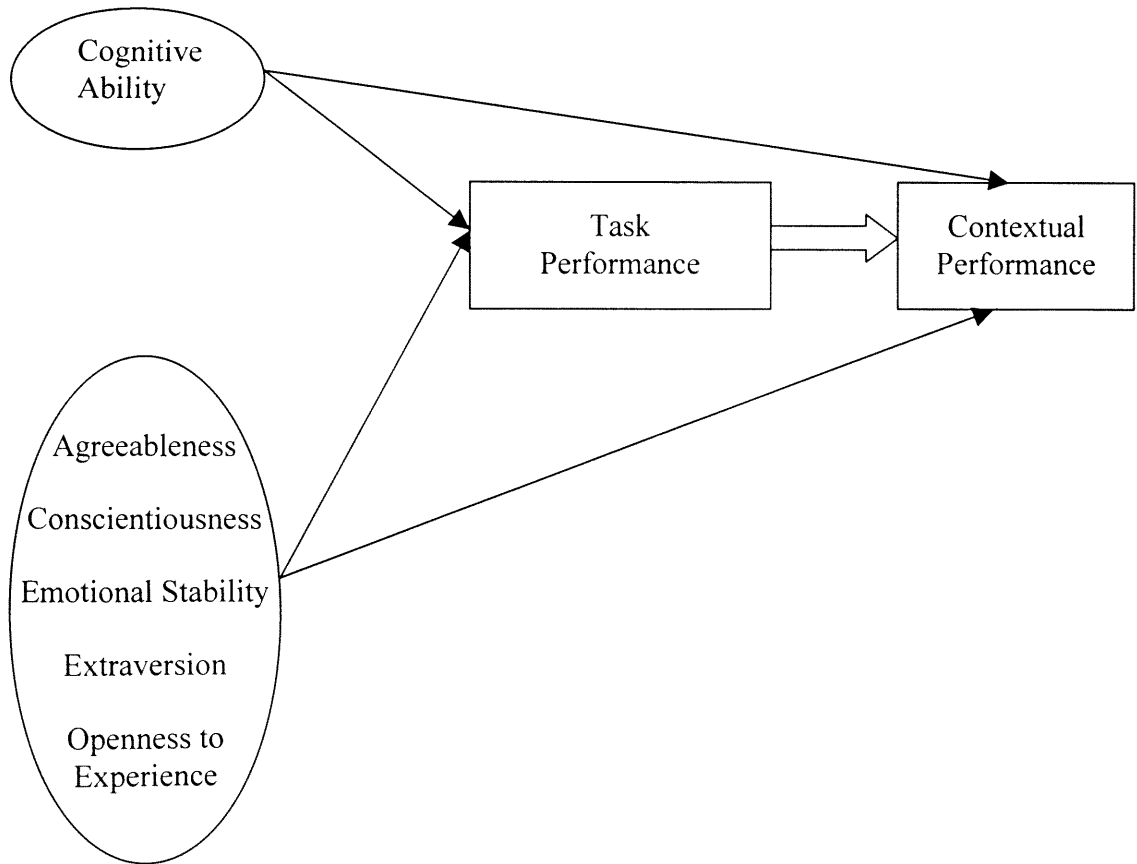 Cognitive
Ability
Task
Performance
Contextual
Performance
Agreeableness
Conscientiousness
Emotional Stability
Extraversion
Openness to
Experience